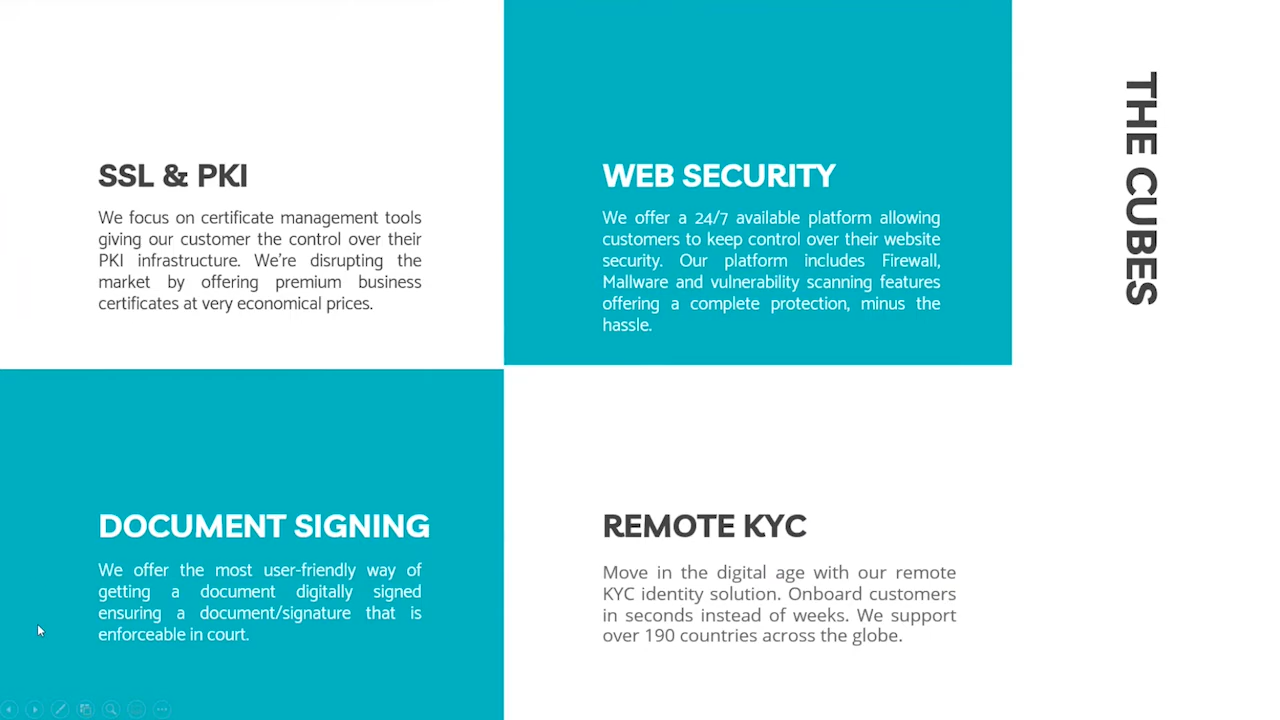 SSL & PKI
We focus on certificate management tools
giving our customer the control over their
PKI infrastructure. We're disrupting the
market by offering premium business
certificates at very economical prices.
WEB SECURITY
We offer a 24/7 available platform allowing
customers to keep control over their website
security. Our platform includes Firewall,
Mallware and vulnerability scanning features
offering a complete protection, minus the
hassle.
THE CUBES
DOCUMENT SIGNING
We offer the most user-friendly way of
getting a document digitally signed
ensuring a document/signature that is
enforceable in court.
REMOTE KYC
Move in the digital age with our remote
KYC identity solution. Onboard customers
in seconds instead of weeks. We support
over 190 countries across the globe.